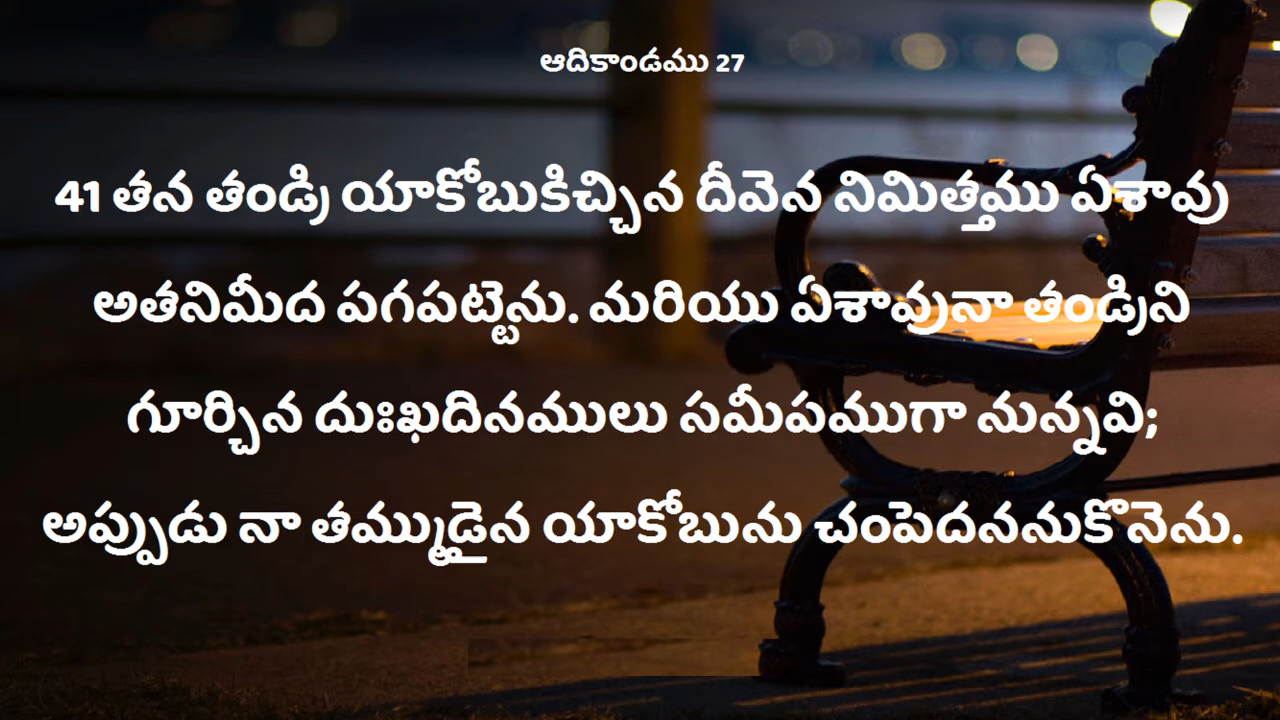 ఆదికాండము 27
41 తన తండ్రి యాకోబుకిచ్చిన దీవెన నిమిత్తము ఏశావు
అతనిమీద పగపట్టెను. మరియు ఏశావునా తండ్రిని
గూర్చిన దుఃఖదినములు సమీపముగా నున్నవి;
అప్పుడు నా తమ్ముడైన యాకోబును చంపెదననుకొనెను.